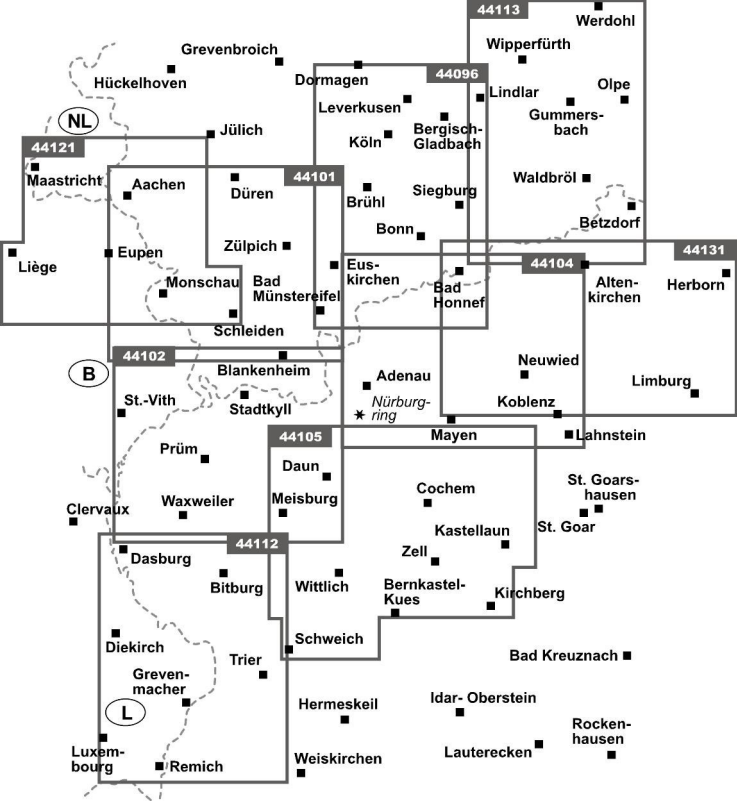 44113
Werdohl
Grevenbroich
Wipperfürth
Hückelhoven
Dormagen
44096
Olpe
Leverkusen
Lindlar
Gummers-
bach
NL
Jülich
Köln
Bergisch-
Gladbach
44121
Maastricht
Aachen
44101
Düren
Brühl
Siegburg
Waldbröl
Betzdorf
Bonn
Zülpich
Liège
Eupen
Eus-
kirchen
44104
44131
Monschau
Bad
Münstereifel
Bad
Honnef
Alten-
kirchen
Herborn
Schleiden
44102
Blankenheim
B
Neuwied
Adenau
Limburg
St.-Vith
Stadtkyll
Nürburg-
ring
Koblenz
Mayen
Lahnstein
44105
Prüm
Daun
St. Goars-
hausen
Clervaux
Waxweiler
Meisburg
Cochem
St. Goar
Kastellaun
44112
Dasburg
Zell
Bitburg
Wittlich
Bernkastel-
Kues
Kirchberg
Diekirch
Schweich
Trier
Bad Kreuznach
Greven-
macher
L
Hermeskeil
Idar- Oberstein
Rocken-
hausen
Luxem-
bourg
Remich
Weiskirchen
Lauterecken